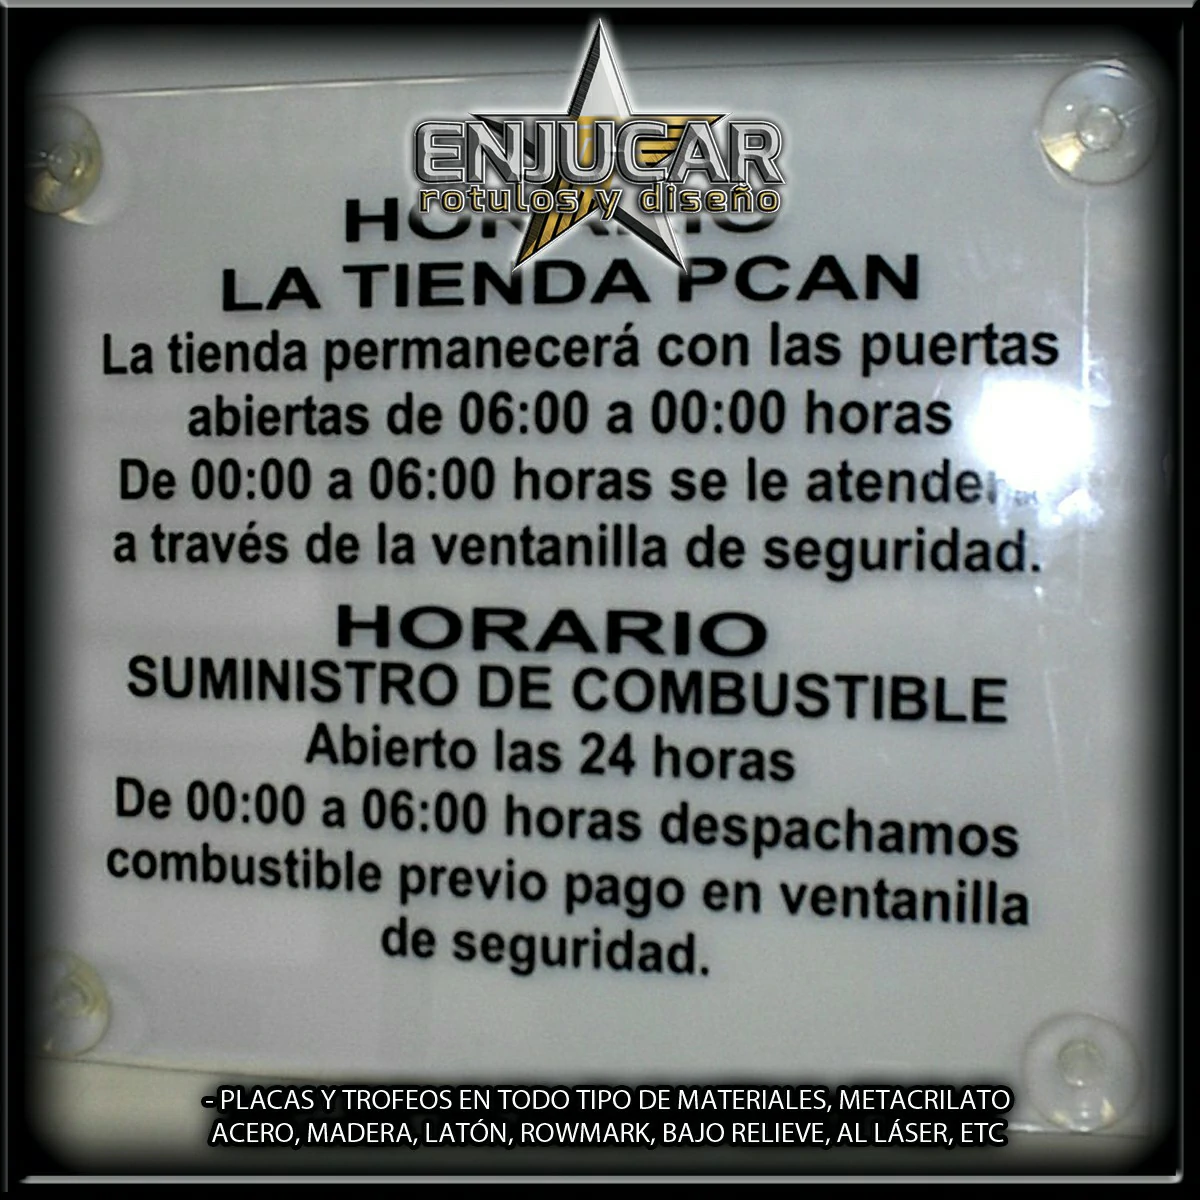 ENJUCAR
rotulos y diseño
HORARIO
LA TIENDA PCAN
La tienda permanecerá con las puertas
abiertas de 06:00 a 00:00 horas
De 00:00 a 06:00 horas se le
a través de la ventanilla de seguridad.
HORARIO
SUMINISTRO DE COMBUSTIBLE
Abierto las 24 horas
De 00:00 a 06:00 horas despachamos
combustible previo pago en ventanilla
de seguridad.
- PLACAS Y TROFEOS EN TODO TIPO DE MATERIALES, METACRILATO
ACERO, MADERA, LATÓN, ROWMARK, BAJO RELIEVE, AL LÁSER, ETC